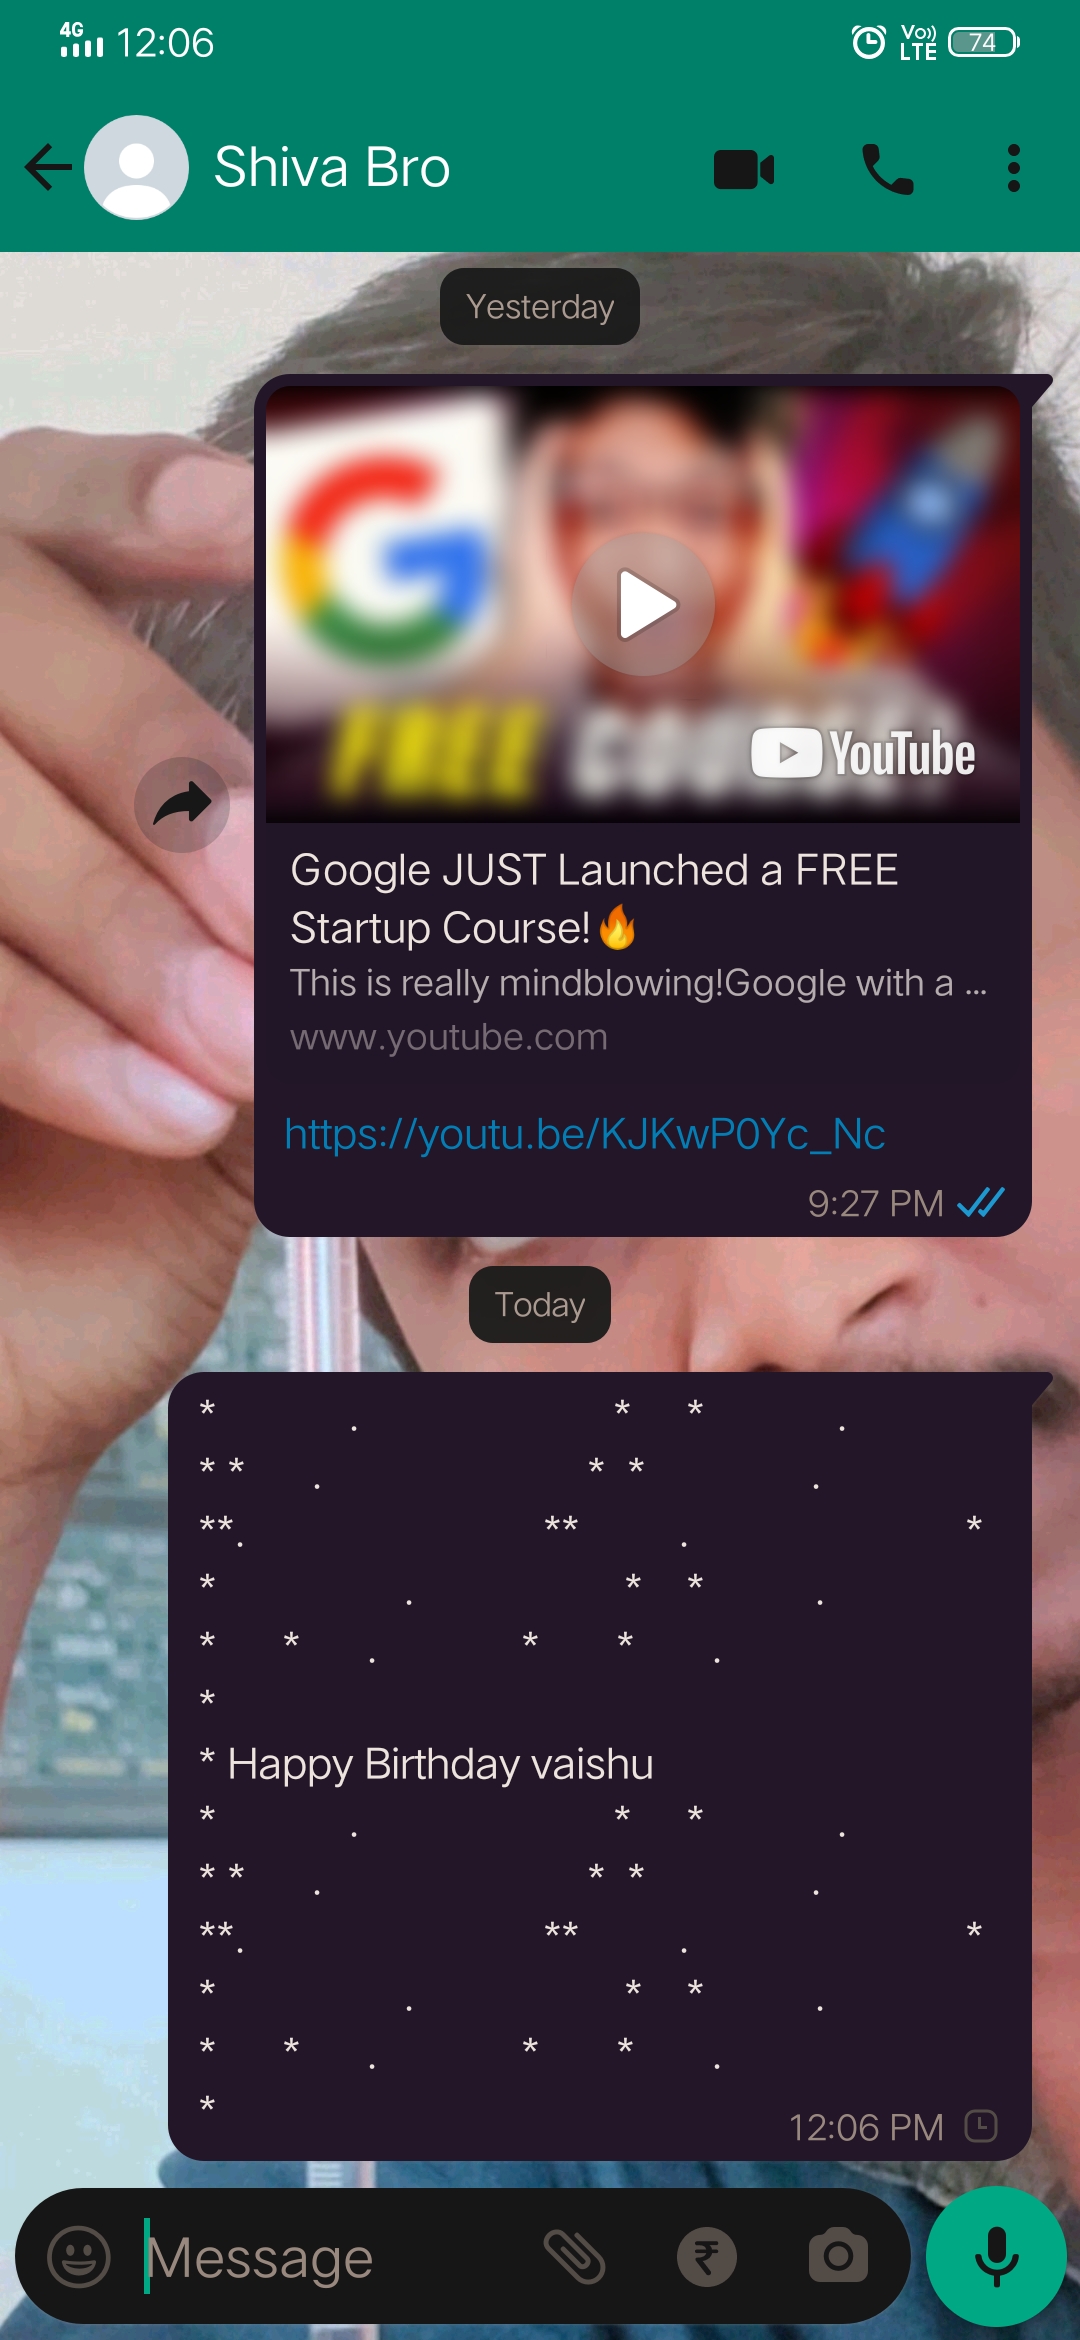 4G 12:06 Vo)) LTE 74
Shiva Bro
Yesterday
FREE COURSE?
YouTube
Google JUST Launched a FREE
Startup Course!🔥
This is really mindblowing!Google with a ...
www.youtube.com
https://youtu.be/KJKwP0Yc_Nc
9:27 PM
Today
* . * * .
* * . * * .
**. ** . *
* . * * .
* * . * * .
*
* Happy Birthday vaishu
* . * * .
* * . * * .
**. ** . *
* . * * .
* * . * * .
*
12:06 PM
Message